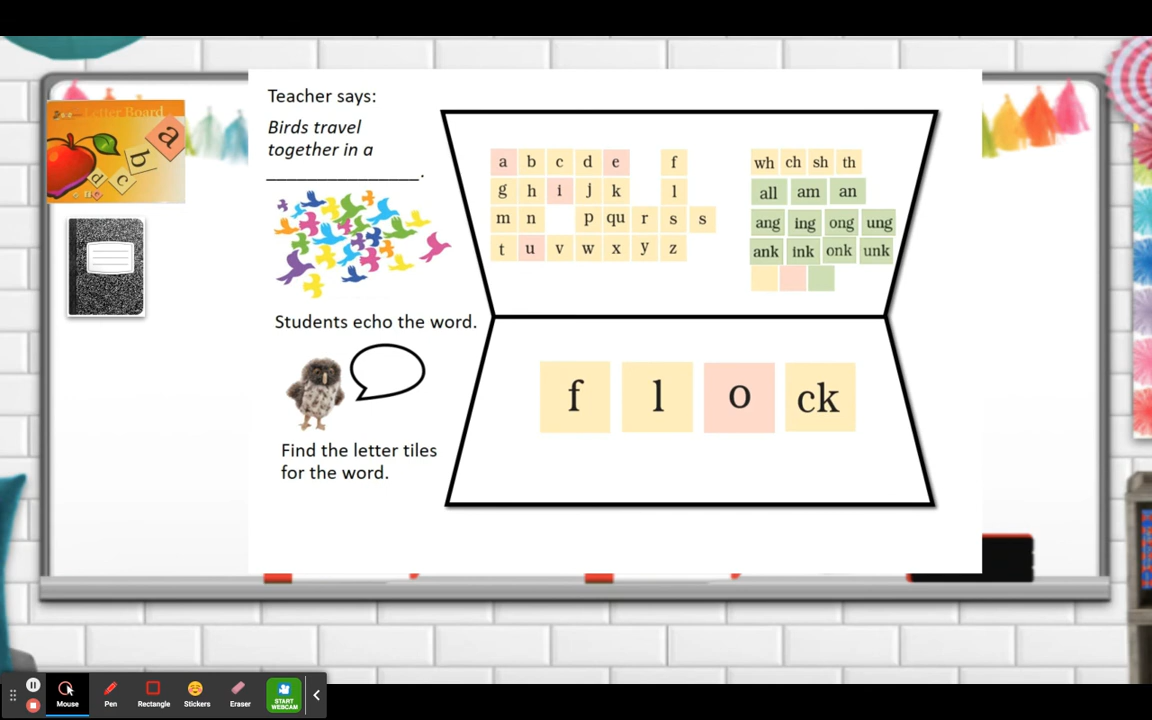 Teacher says:
Birds travel
together in a
_______________.
Students echo the word.
Find the letter tiles
for the word.
a b c d e f
g h i j k l
m n p qu r s s
t u v w x y z
wh ch sh th
all am an
ang ing ong ung
ank ink onk unk
f l o ck
Letter Board
a
b
c
d
Mouse
Pen
Rectangle
Stickers
Eraser
START
WEBCAM